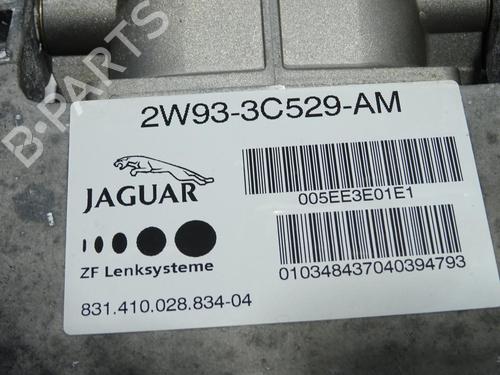 2W93-3C529-AM
JAGUAR
005EE3E01E1
ZF Lenksysteme
010348437040394793
831.410.028.834-04
B-PARTS